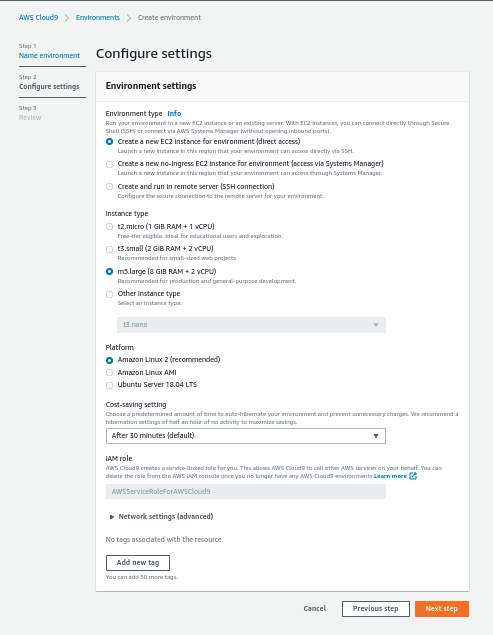 AWS Cloud9 > Environments > Create environment
Step 1
Name environment
Step 2
Configure settings
Step 3
Review
Configure settings
Environment settings
Environment type Info
Run your environment in a new EC2 instance or an existing server. With EC2 instances, you can connect directly through Secure
Shell (SSH) or connect via AWS Systems Manager (without opening inbound ports).
Create a new EC2 instance for environment (direct access)
Launch a new instance in this region that your environment can access directly via SSH.
Create a new no-ingress EC2 instance for environment (access via Systems Manager)
Launch a new instance in this region that your environment can access through Systems Manager.
Create and run in remote server (SSH connection)
Configure the secure connection to the remote server for your environment.
Instance type
t2.micro (1 GiB RAM + 1 vCPU)
Free-tier eligible. Ideal for educational users and exploration.
t3.small (2 GiB RAM + 2 vCPU)
Recommended for small-sized web projects.
m5.large (8 GiB RAM + 2 vCPU)
Recommended for production and general-purpose development.
Other instance type
Select an instance type.
t3.nano
Platform
Amazon Linux 2 (recommended)
Amazon Linux AMI
Ubuntu Server 18.04 LTS
Cost-saving setting
Choose a predetermined amount of time to auto-hibernate your environment and prevent unnecessary charges. We recommend a
hibernation settings of half an hour of no activity to maximize savings.
After 30 minutes (default)
IAM role
AWS Cloud9 creates a service-linked role for you. This allows AWS Cloud9 to call other AWS services on your behalf. You can
delete the role from the AWS IAM console once you no longer have any AWS Cloud9 environments. Learn more
AWSServiceRoleForAWSCloud9
Network settings (advanced)
No tags associated with the resource.
Add new tag
You can add 50 more tags.
Cancel Previous step Next step